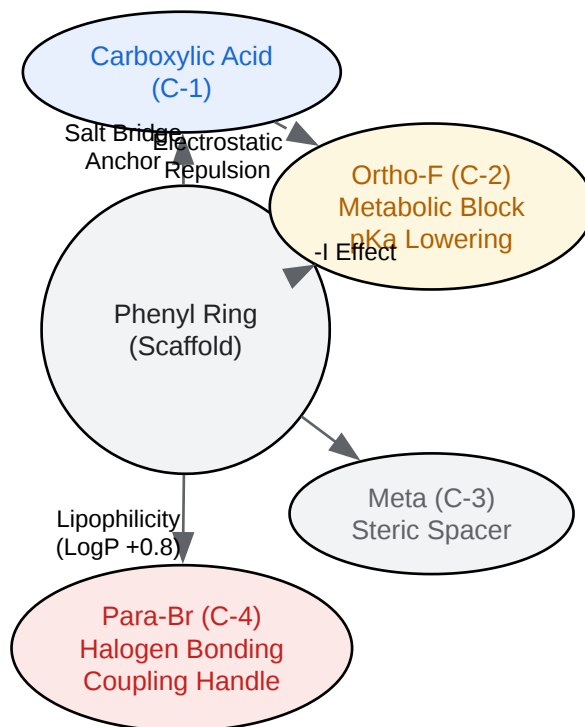 Carboxylic Acid
(C-1)
Salt Bridge
Anchor
Electrostatic
Repulsion
Ortho-F (C-2)
Metabolic Block
pKa Lowering
-I Effect
Phenyl Ring
(Scaffold)
Meta (C-3)
Steric Spacer
Lipophilicity
(LogP +0.8)
Para-Br (C-4)
Halogen Bonding
Coupling Handle